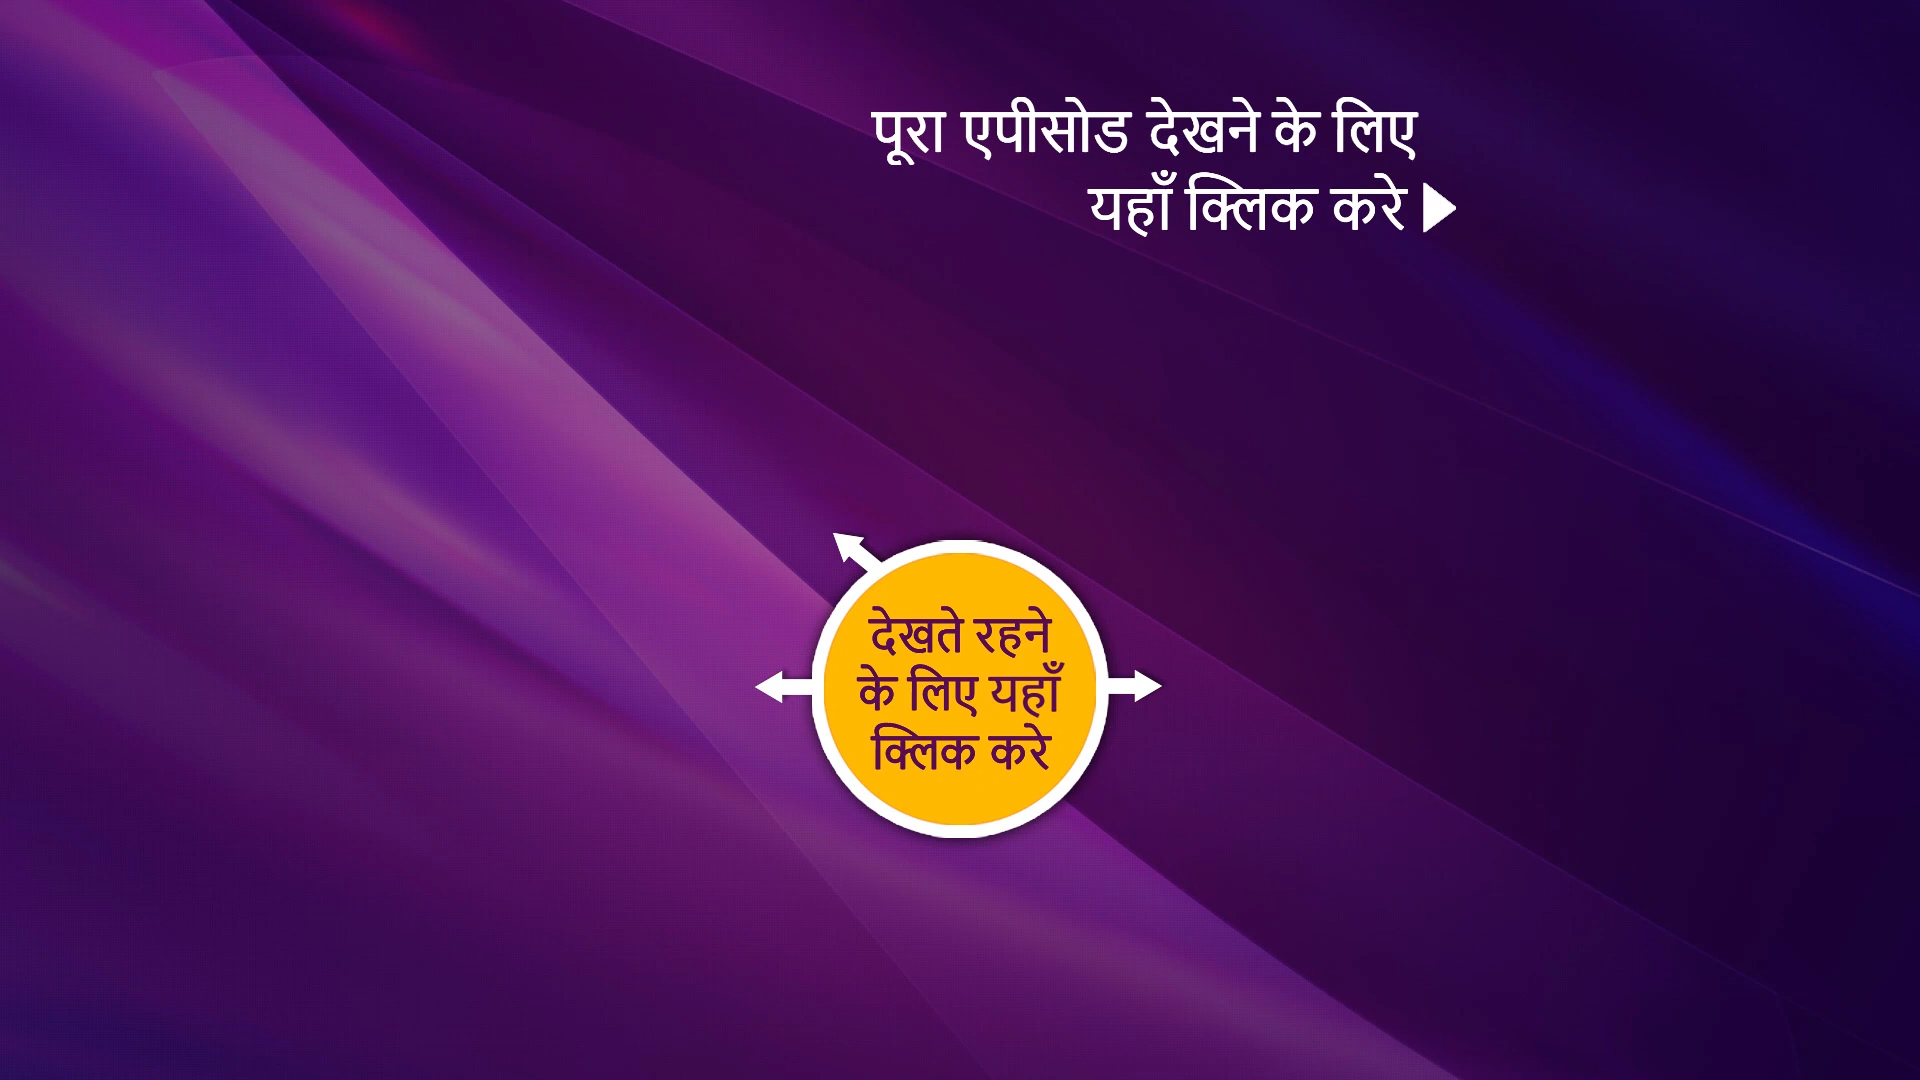 पूरा एपीसोड देखने के लिए
यहाँ क्लिक करे
देखते रहने
के लिए यहाँ
क्लिक करे